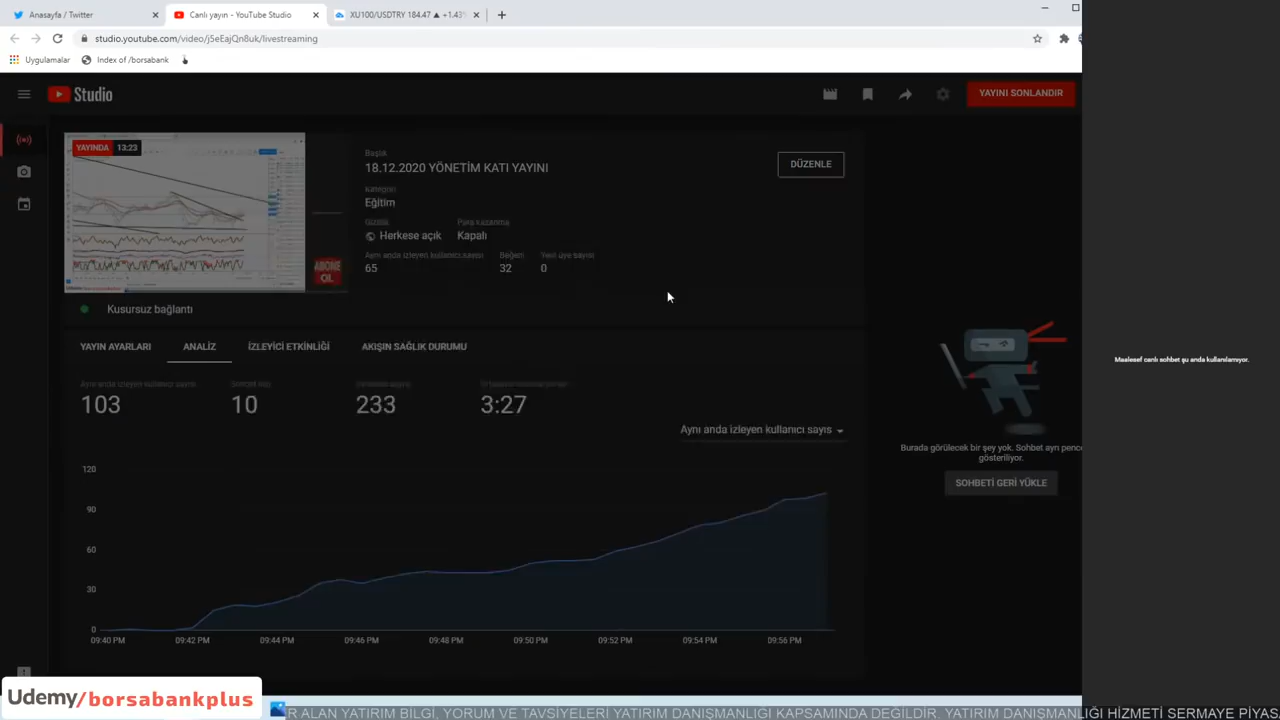 Anasayfa / Twitter
Canlı yayın - YouTube Studio
XU100/USDTRY 184.47 ▲ +1.43%
studio.youtube.com/video/j5eEajQn8uk/livestreaming
Uygulamalar
Index of /borsabank
Studio
YAYINI SONLANDIR
YAYINDA 13:23
Başlık
18.12.2020 YÖNETİM KATI YAYINI
DÜZENLE
Kategori
Eğitim
Gizlilik
Para kazanma
Herkese açık
Kapalı
Aynı anda izleyen kullanıcı sayısı
Beğeni
Yeni üye sayısı
65
32
0
ABONE
OL
Kusursuz bağlantı
YAYIN AYARLARI
ANALİZ
İZLEYİCİ ETKİNLİĞİ
AKIŞIN SAĞLIK DURUMU
Aynı anda izleyen kullanıcı sayısı
103
10
233
3:27
Aynı anda izleyen kullanıcı sayıs
120
90
60
30
0
09:40 PM
09:42 PM
09:44 PM
09:46 PM
09:48 PM
09:50 PM
09:52 PM
09:54 PM
09:56 PM
Burada görülecek bir şey yok. Sohbet ayrı pence
gösteriliyor.
SOHBETİ GERİ YÜKLE
Maalesef canlı sohbet şu anda kullanılamıyor.
Udemy/borsabankplus
R ALAN YATIRIM BİLGİ, YORUM VE TAVSİYELERİ YATIRIM DANIŞMANLIGI KAPSAMINDA DEGİLDİR. YATIRIM DANIŞMANLIĞI HİZMETİ SERMAYE PİYAS